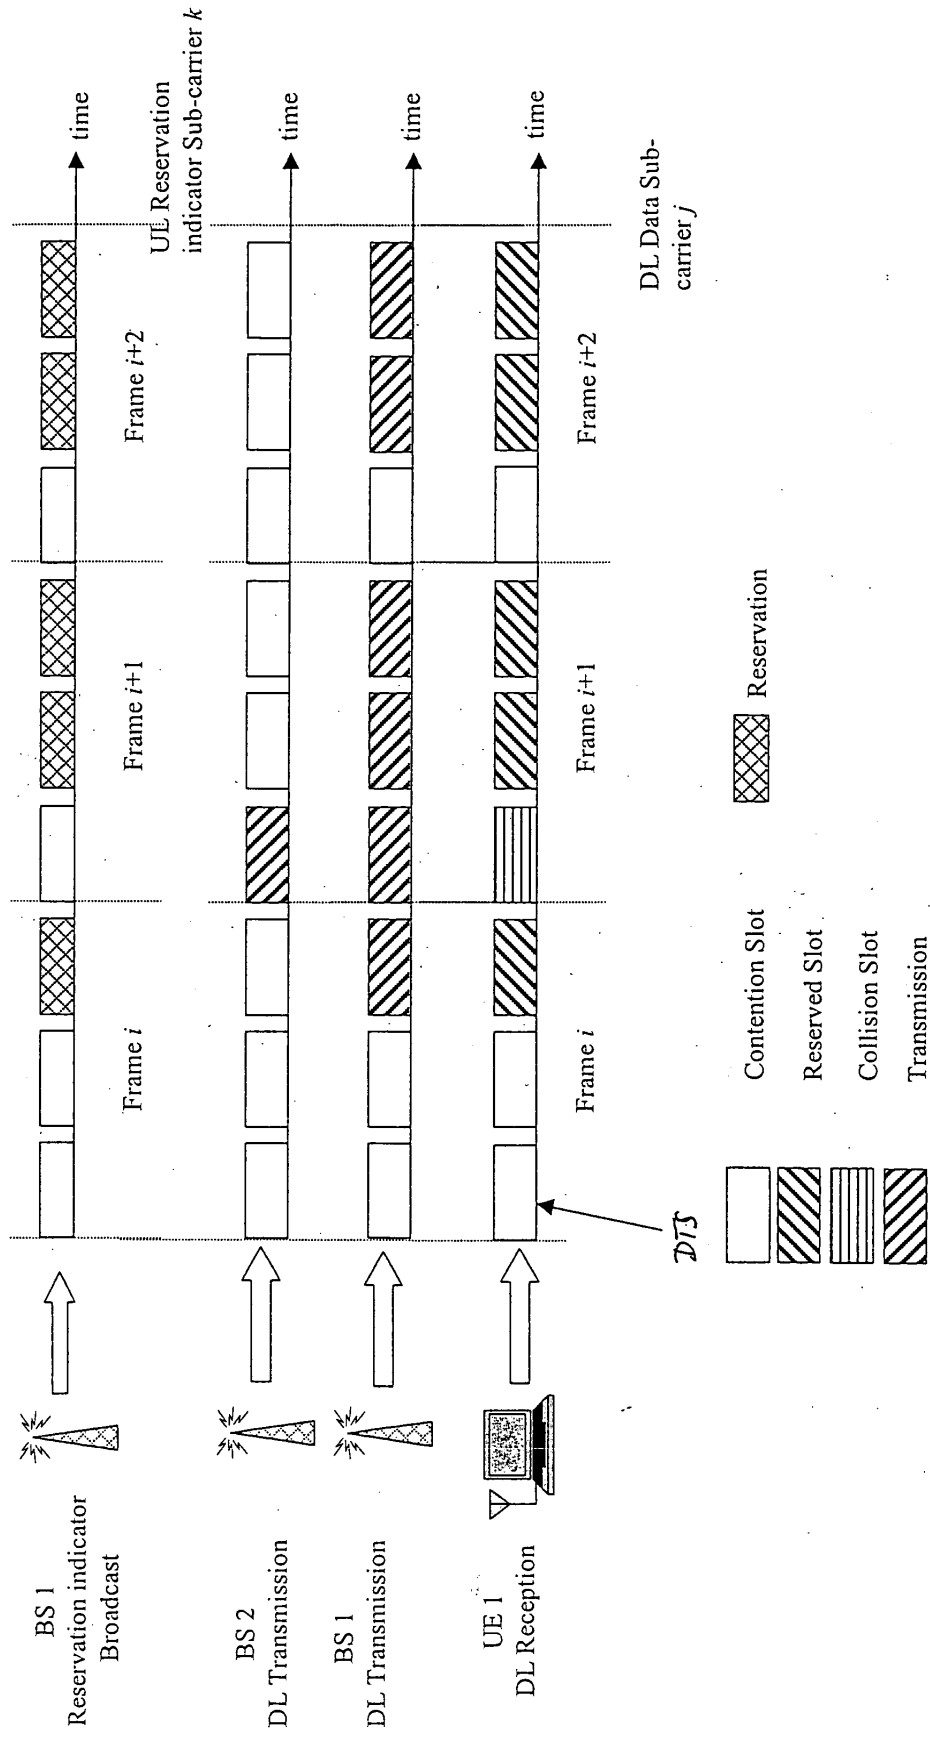 BS 1
Reservation indicator
Broadcast
time
UL Reservation
indicator Sub-carrier k
Frame i
Frame i+1
Frame i+2
BS 2
DL Transmission
time
BS 1
DL Transmission
time
UE 1
DL Reception
time
Frame i
Frame i+1
Frame i+2
DL Data Sub-
carrier j
DTS
Contention Slot
Reserved Slot
Collision Slot
Transmission
Reservation